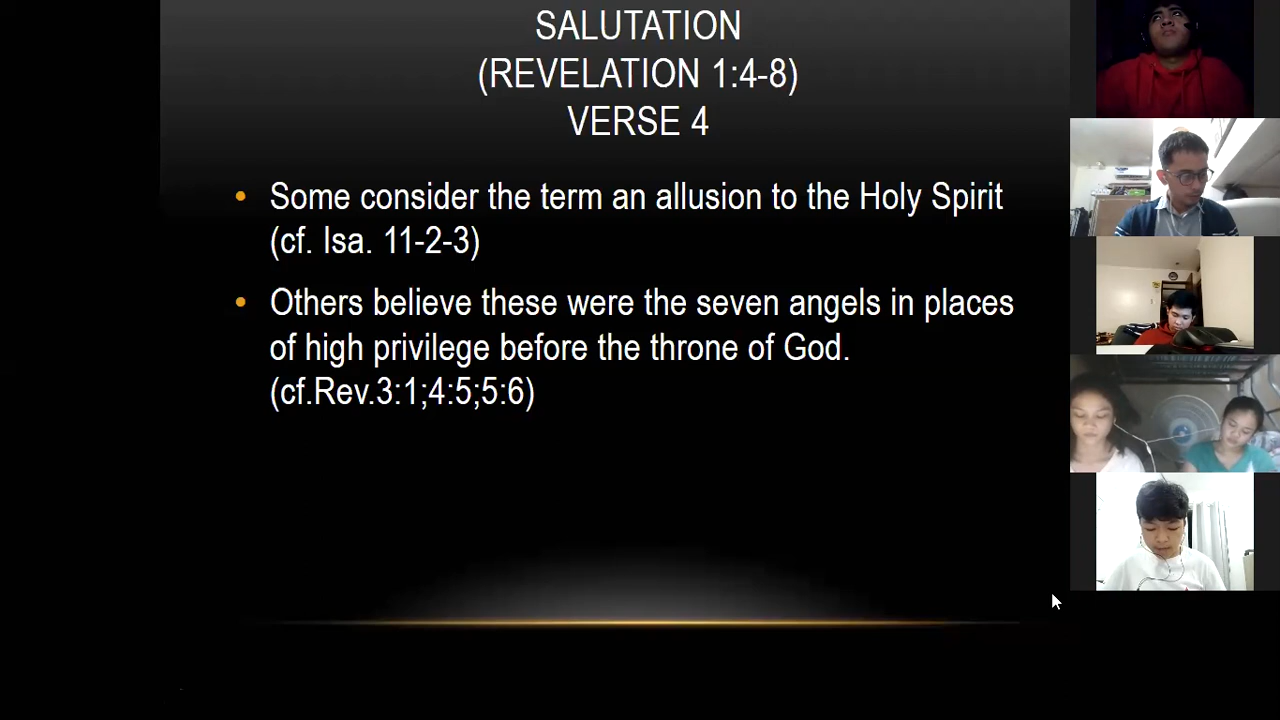 SALUTATION
(REVELATION 1:4-8)
VERSE 4
• Some consider the term an allusion to the Holy Spirit
(cf. Isa. 11-2-3)
• Others believe these were the seven angels in places
of high privilege before the throne of God.
(cf.Rev.3:1;4:5;5:6)